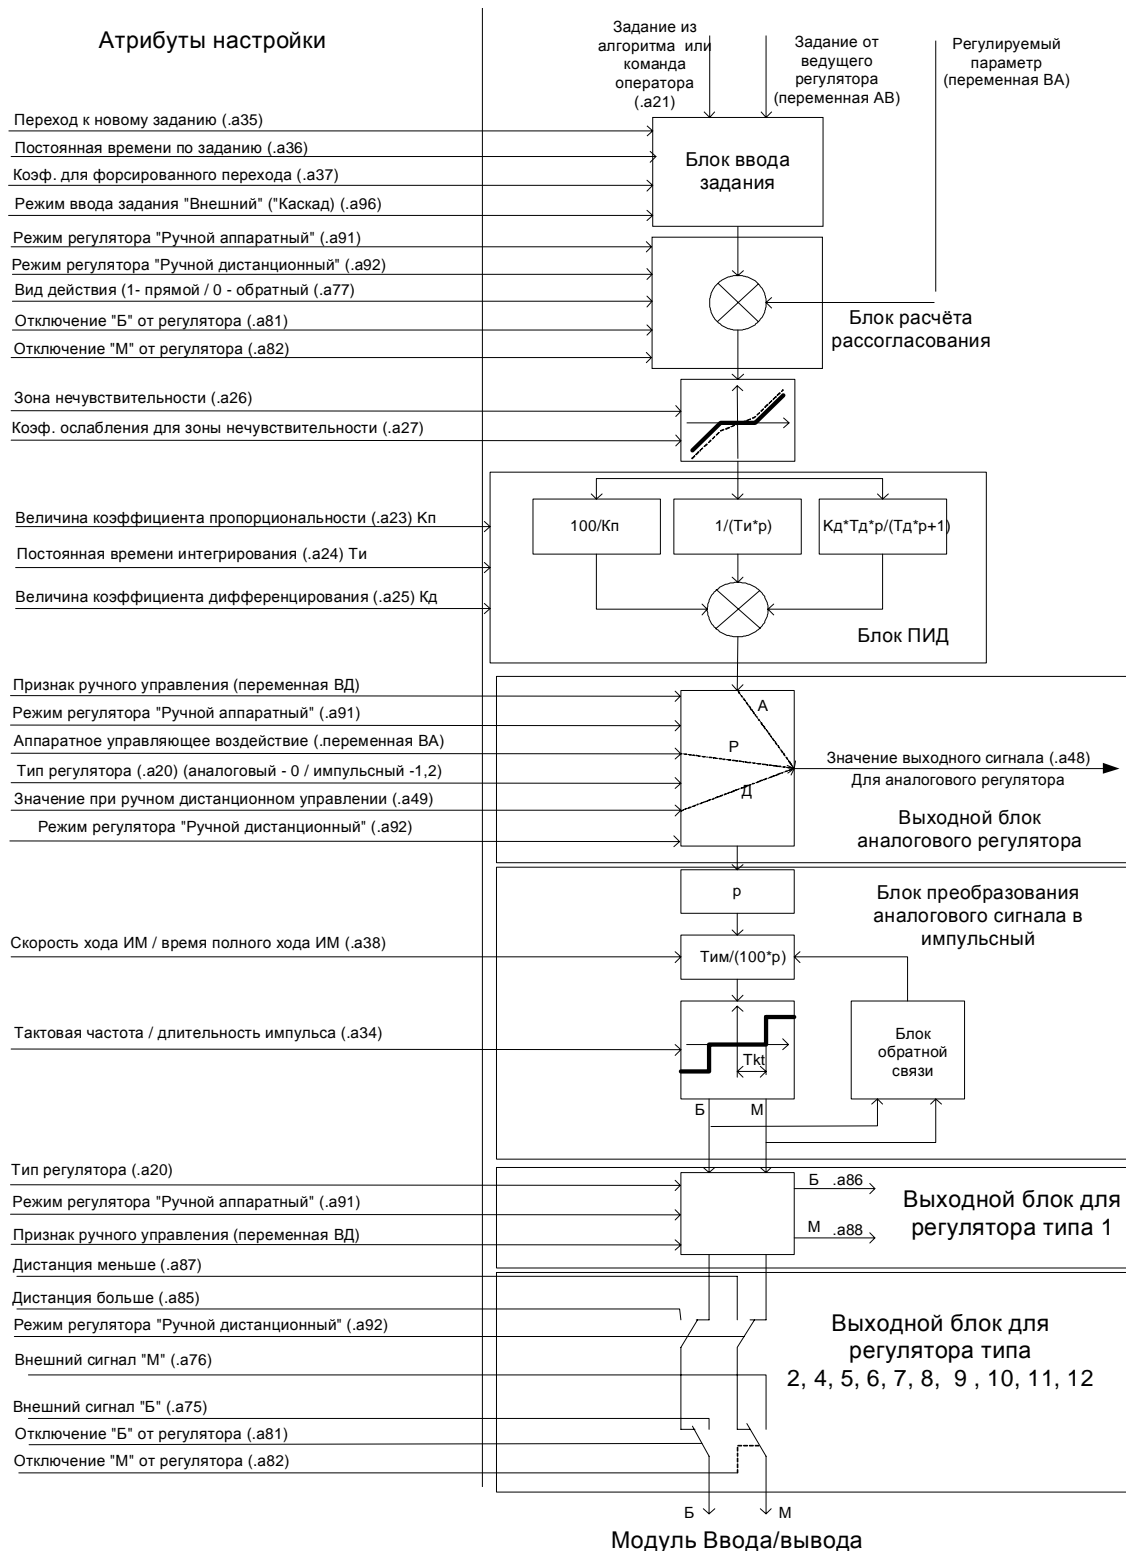 Атрибуты настройки
Задание из
алгоритма или
команда
оператора
(.а21)
Задание от
ведущего
регулятора
(переменная АВ)
Регулируемый
параметр
(переменная ВА)
Переход к новому заданию (.а35)
Постоянная времени по заданию (.а36)
Коэф. для форсированного перехода (.а37)
Режим ввода задания "Внешний" ("Каскад) (.а96)
Блок ввода
задания
Режим регулятора "Ручной аппаратный" (.а91)
Режим регулятора "Ручной дистанционный" (.а92)
Вид действия (1- прямой / 0 - обратный (.а77)
Отключение "Б" от регулятора (.а81)
Отключение "М" от регулятора (.а82)
Блок расчёта
рассогласования
Зона нечувствительности (.а26)
Коэф. ослабления для зоны нечувствительности (.а27)
Величина коэффициента пропорциональности (.а23) Кп
Постоянная времени интегрирования (.а24) Ти
Величина коэффициента дифференцирования (.а25) Кд
100/Кп
1/(Ти*р)
Кд*Тд*р/(Тд*р+1)
Блок ПИД
Признак ручного управления (переменная ВД)
Режим регулятора "Ручной аппаратный" (.а91)
Аппаратное управляющее воздействие (.переменная ВА)
Тип регулятора (.а20) (аналоговый - 0 / импульсный -1,2)
Значение при ручном дистанционном управлении (.а49)
Режим регулятора "Ручной дистанционный" (.а92)
А
Р
Д
Значение выходного сигнала (.а48)
Для аналогового регулятора
Выходной блок
аналогового регулятора
р
Тим/(100*р)
Блок преобразования
аналогового сигнала в
импульсный
Скорость хода ИМ / время полного хода ИМ (.а38)
Тактовая частота / длительность импульса (.а34)
Tkt
Блок
обратной
связи
Б М
Тип регулятора (.а20)
Режим регулятора "Ручной аппаратный" (.а91)
Признак ручного управления (переменная ВД)
Б .а86
М .а88
Выходной блок для
регулятора типа 1
Дистанция меньше (.а87)
Дистанция больше (.а85)
Режим регулятора "Ручной дистанционный" (.а92)
Внешний сигнал "М" (.а76)
Внешний сигнал "Б" (.а75)
Отключение "Б" от регулятора (.а81)
Отключение "М" от регулятора (.а82)
Выходной блок для
регулятора типа
2, 4, 5, 6, 7, 8, 9 , 10, 11, 12
Б М
Модуль Ввода/вывода